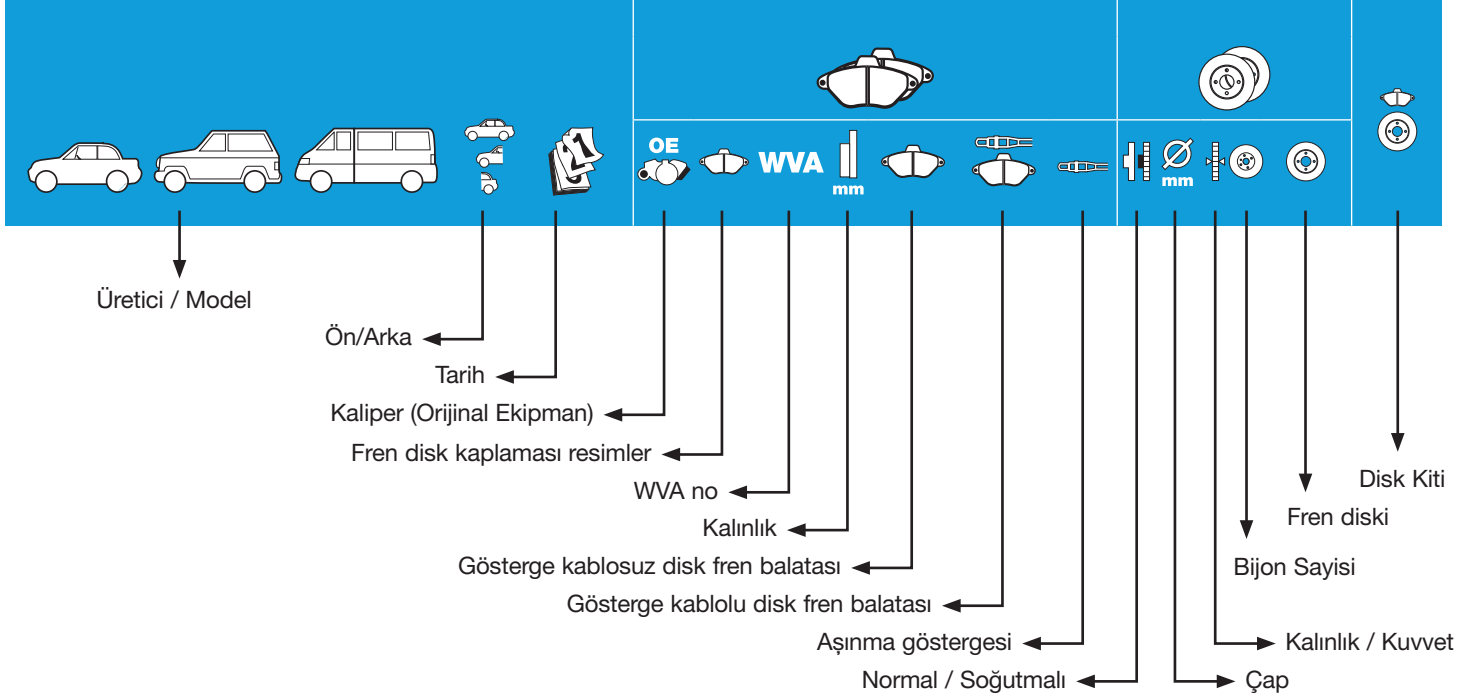 OE
WVA
mm
mm
Üretici / Model
Ön/Arka
Tarih
Kaliper (Orijinal Ekipman)
Fren disk kaplaması resimler
WVA no
Kalınlık
Gösterge kablosuz disk fren balatası
Gösterge kablolu disk fren balatası
Aşınma göstergesi
Normal / Soğutmalı
Disk Kiti
Fren diski
Bijon Sayisi
Kalınlık / Kuvvet
Çap